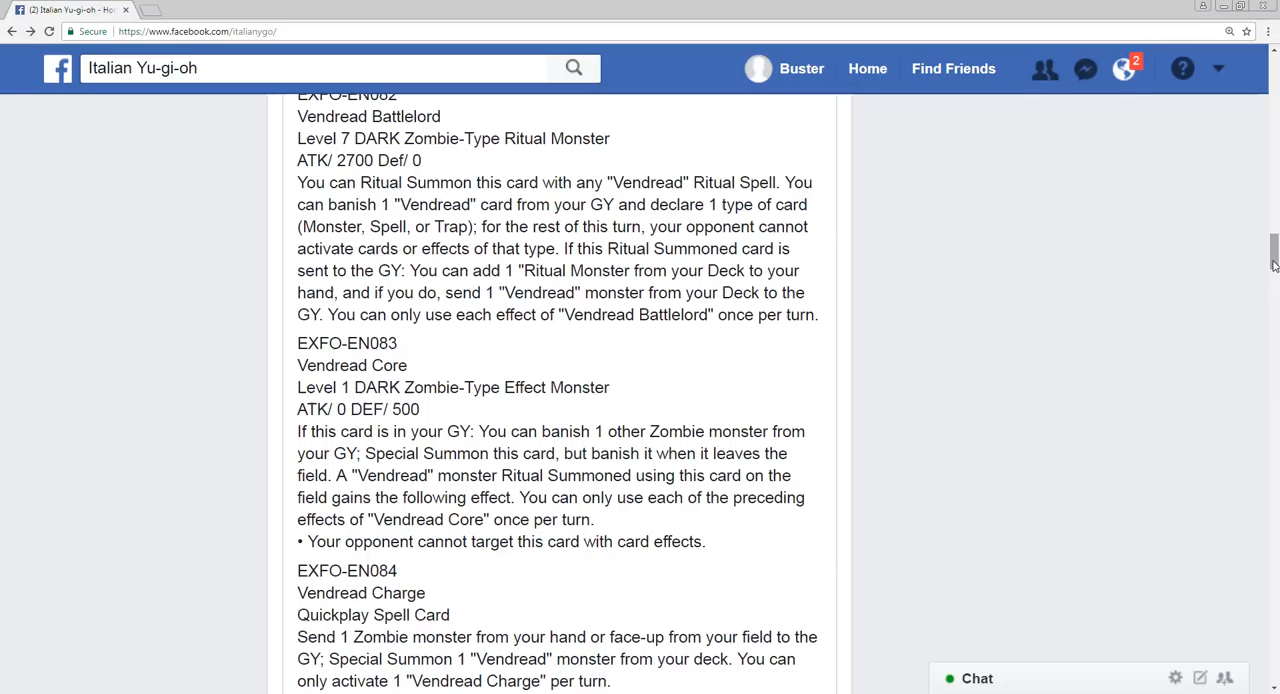 (2) Italian Yu-gi-oh - Ho
Secure https://www.facebook.com/italianygo/
f Italian Yu-gi-oh Buster Home Find Friends 2 ?
EXFO-EN082
Vendread Battlelord
Level 7 DARK Zombie-Type Ritual Monster
ATK/ 2700 Def/ 0
You can Ritual Summon this card with any "Vendread" Ritual Spell. You
can banish 1 "Vendread" card from your GY and declare 1 type of card
(Monster, Spell, or Trap); for the rest of this turn, your opponent cannot
activate cards or effects of that type. If this Ritual Summoned card is
sent to the GY: You can add 1 "Ritual Monster from your Deck to your
hand, and if you do, send 1 "Vendread" monster from your Deck to the
GY. You can only use each effect of "Vendread Battlelord" once per turn.
EXFO-EN083
Vendread Core
Level 1 DARK Zombie-Type Effect Monster
ATK/ 0 DEF/ 500
If this card is in your GY: You can banish 1 other Zombie monster from
your GY; Special Summon this card, but banish it when it leaves the
field. A "Vendread" monster Ritual Summoned using this card on the
field gains the following effect. You can only use each of the preceding
effects of "Vendread Core" once per turn.
• Your opponent cannot target this card with card effects.
EXFO-EN084
Vendread Charge
Quickplay Spell Card
Send 1 Zombie monster from your hand or face-up from your field to the
GY; Special Summon 1 "Vendread" monster from your deck. You can
only activate 1 "Vendread Charge" per turn.
Chat